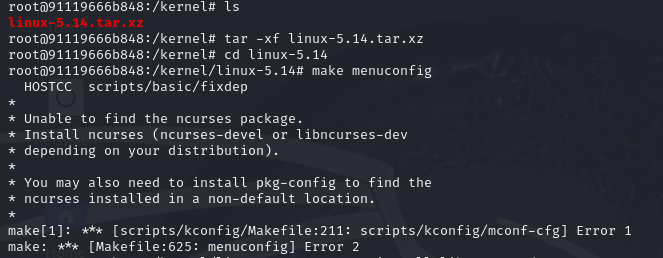 root@91119666b848:/kernel# ls
linux-5.14.tar.xz
root@91119666b848:/kernel# tar -xf linux-5.14.tar.xz
root@91119666b848:/kernel# cd linux-5.14
root@91119666b848:/kernel/linux-5.14# make menuconfig
  HOSTCC  scripts/basic/fixdep
*
* Unable to find the ncurses package.
* Install ncurses (ncurses-devel or libncurses-dev
* depending on your distribution).
*
* You may also need to install pkg-config to find the
* ncurses installed in a non-default location.
*
make[1]: *** [scripts/kconfig/Makefile:211: scripts/kconfig/mconf-cfg] Error 1
make: *** [Makefile:625: menuconfig] Error 2